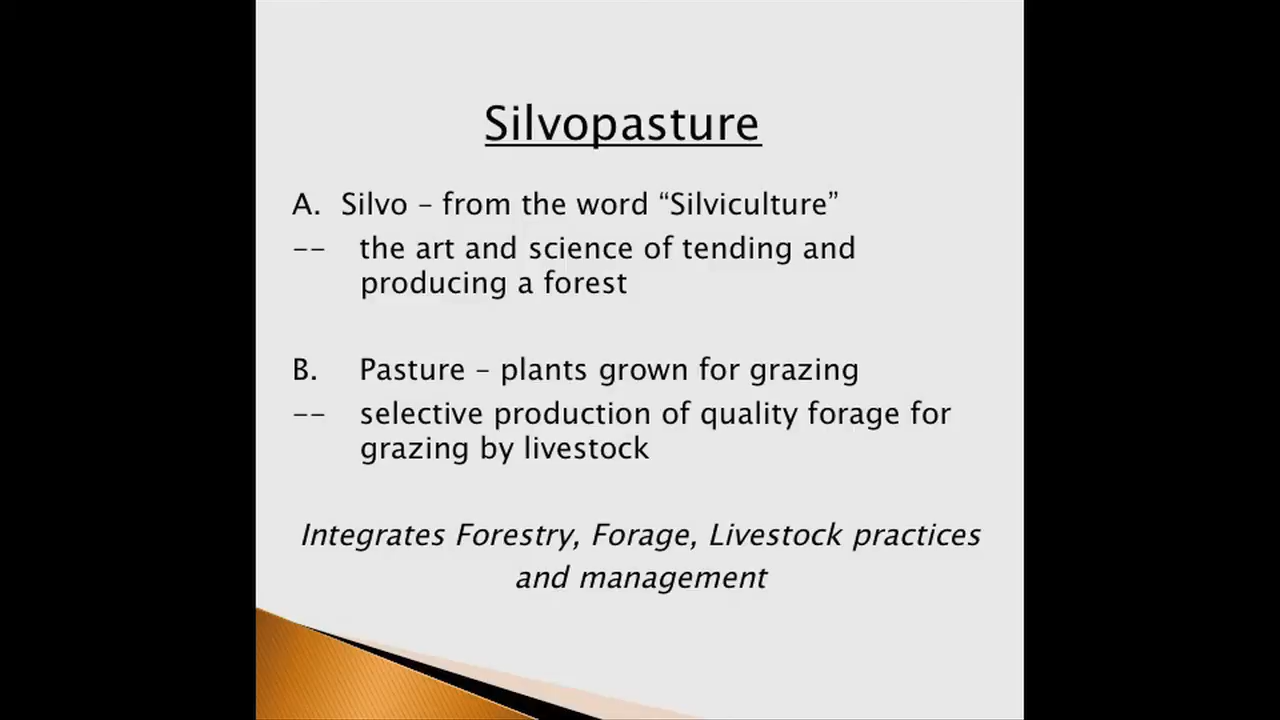 Silvopasture
A. Silvo – from the word “Silviculture”
-- the art and science of tending and
producing a forest
B. Pasture – plants grown for grazing
-- selective production of quality forage for
grazing by livestock
Integrates Forestry, Forage, Livestock practices
and management